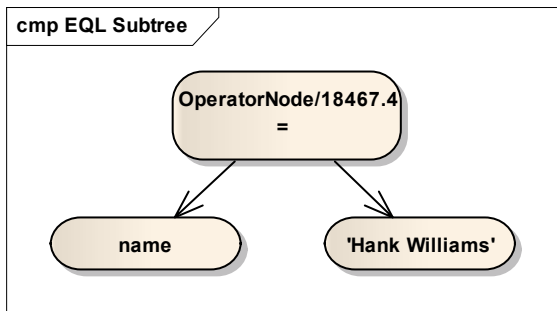 cmp EQL Subtree
OperatorNode/18467.4
=
name
'Hank Williams'